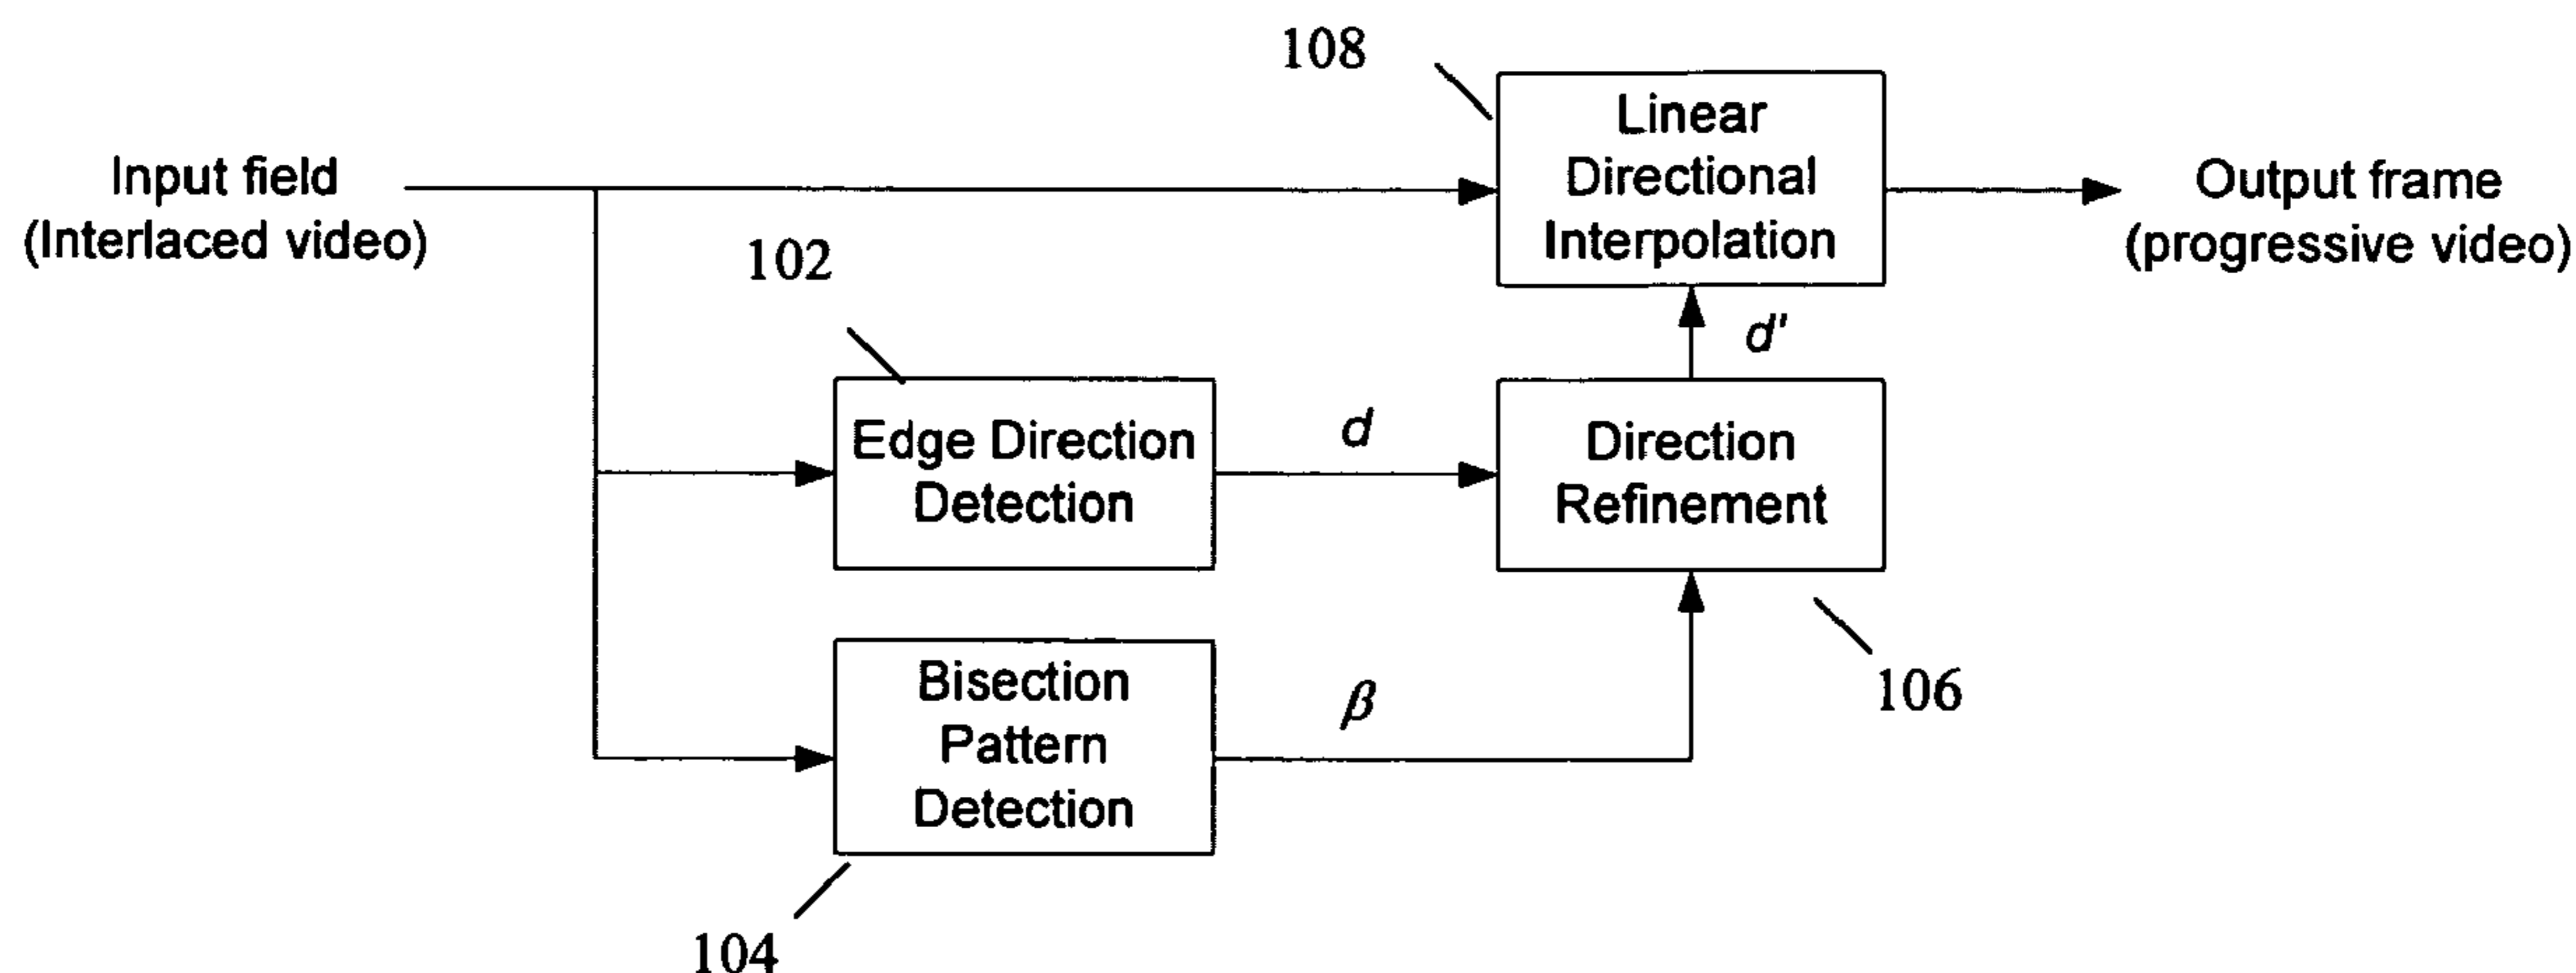 108
Linear
Directional
Interpolation
Input field
(Interlaced video)
Output frame
(progressive video)
102
d'
Edge Direction
Detection
d
Direction
Refinement
Bisection
Pattern
Detection
β
106
104